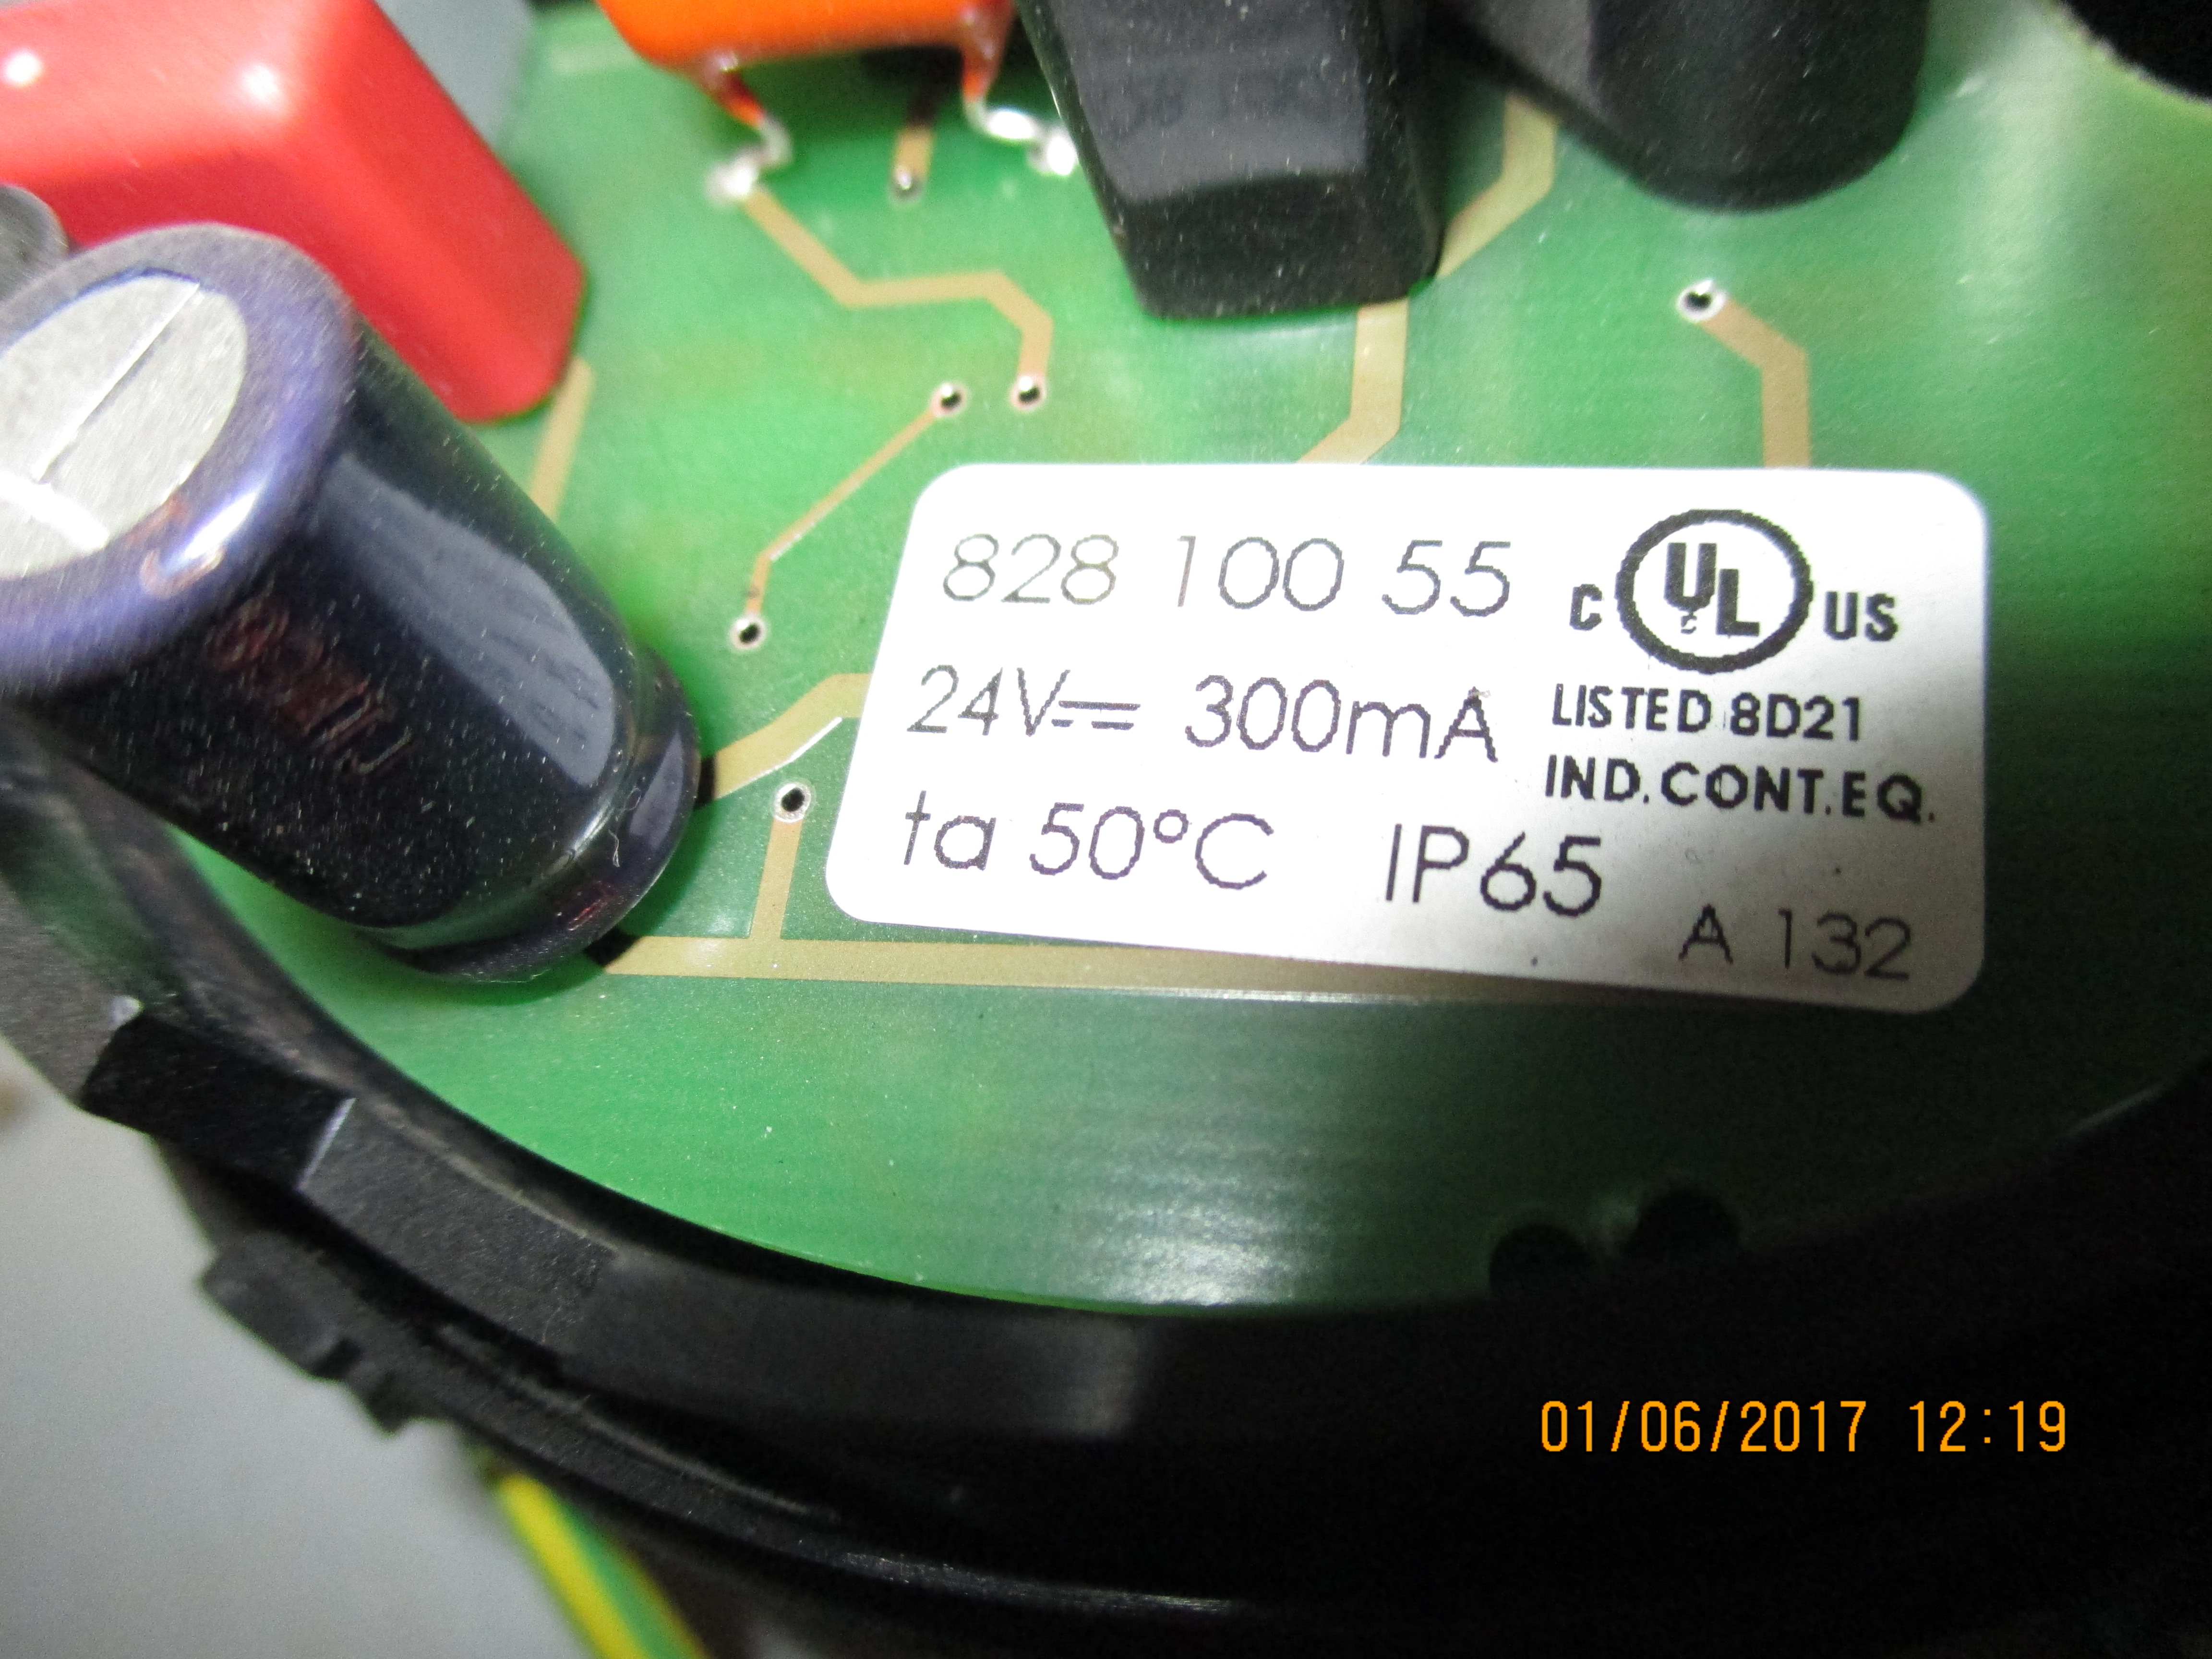 828 100 55
24V 300mA
ta 50°C IP65
C UL US
LISTED 8D21
IND. CONT. EQ.
A 132
01/06/2017 12:19